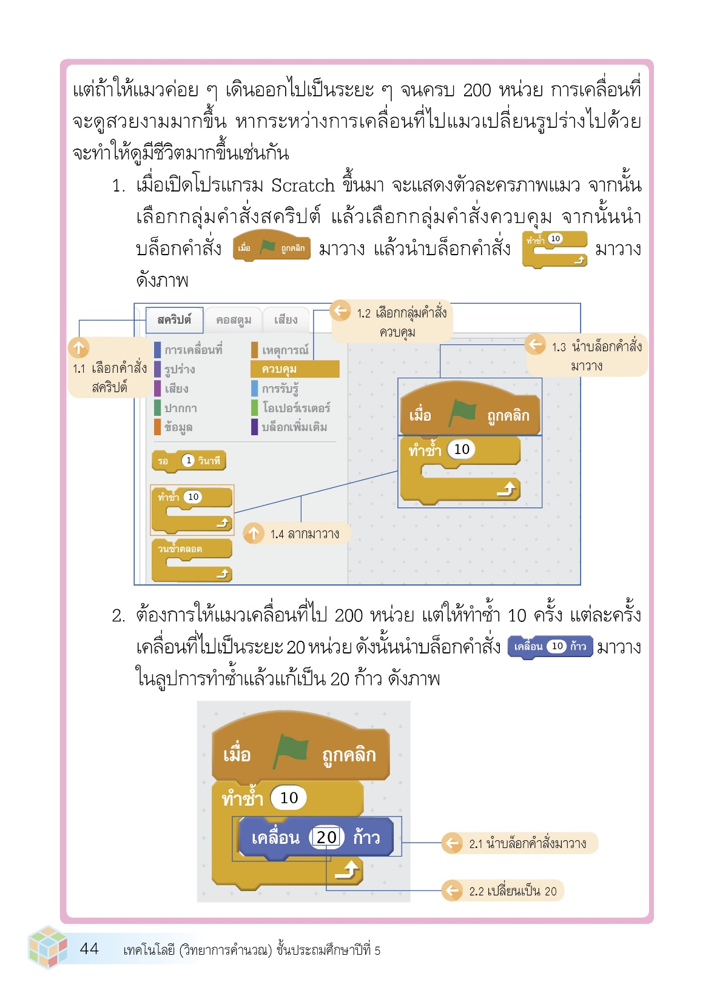 แต่ถ้าให้แมวค่อย ๆ เดินออกไปเป็นระยะ ๆ จนครบ 200 หน่วย การเคลื่อนที่
จะดูสวยงามมากขึ้น หากระหว่างการเคลื่อนที่ไปแมวเปลี่ยนรูปร่างไปด้วย
จะทำให้ดูมีชีวิตมากขึ้นเช่นกัน
1. เมื่อเปิดโปรแกรม Scratch ขึ้นมา จะแสดงตัวละครภาพแมว จากนั้น
เลือกกลุ่มคำสั่งสคริปต์ แล้วเลือกกลุ่มคำสั่งควบคุม จากนั้นนำ
บล็อกคำสั่ง เมื่อ ถูกคลิก มาวาง แล้วนำบล็อกคำสั่ง ทำซ้ำ 10 มาวาง
ดังภาพ
สคริปต์ คอสตูม เสียง
1.2 เลือกกลุ่มคำสั่ง
ควบคุม
1.3 นำบล็อกคำสั่ง
มาวาง
1.1 เลือกคำสั่ง
สคริปต์
การเคลื่อนที่ เหตุการณ์
รูปร่าง ควบคุม
เสียง การรับรู้
ปากกา โอเปอร์เรเตอร์
ข้อมูล บล็อกเพิ่มเติม
เมื่อ ถูกคลิก
ทำซ้ำ 10
รอ 1 วินาที
ทำซ้ำ 10
1.4 ลากมาวาง
วนซ้ำตลอด
2. ต้องการให้แมวเคลื่อนที่ไป 200 หน่วย แต่ให้ทำซ้ำ 10 ครั้ง แต่ละครั้ง
เคลื่อนที่ไปเป็นระยะ 20 หน่วย ดังนั้นนำบล็อกคำสั่ง เคลื่อน 10 ก้าว มาวาง
ในลูปการทำซ้ำแล้วแก้เป็น 20 ก้าว ดังภาพ
เมื่อ ถูกคลิก
ทำซ้ำ 10
เคลื่อน 20 ก้าว
2.1 นำบล็อกคำสั่งมาวาง
2.2 เปลี่ยนเป็น 20
44 เทคโนโลยี (วิทยาการคำนวณ) ชั้นประถมศึกษาปีที่ 5